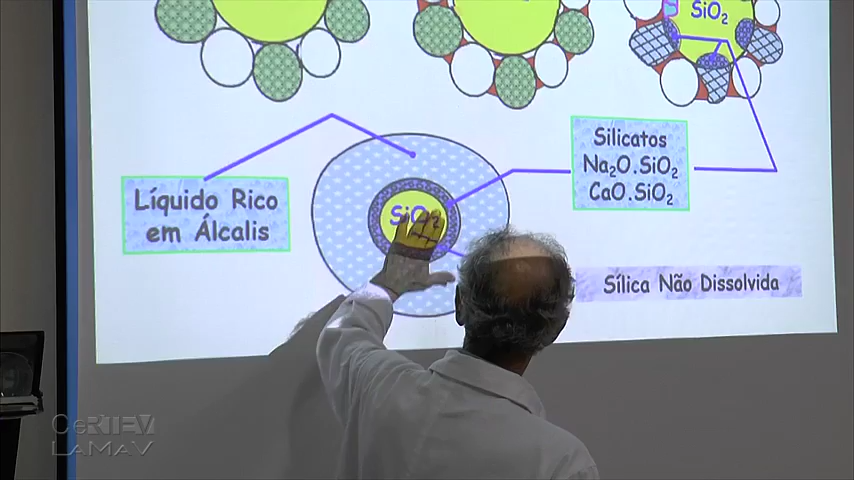 SiO₂
Silicatos
Na₂O.SiO₂
CaO.SiO₂
Líquido Rico
em Álcalis
SiO₂
Sílica Não Dissolvida
CeRTEV
LAMAV